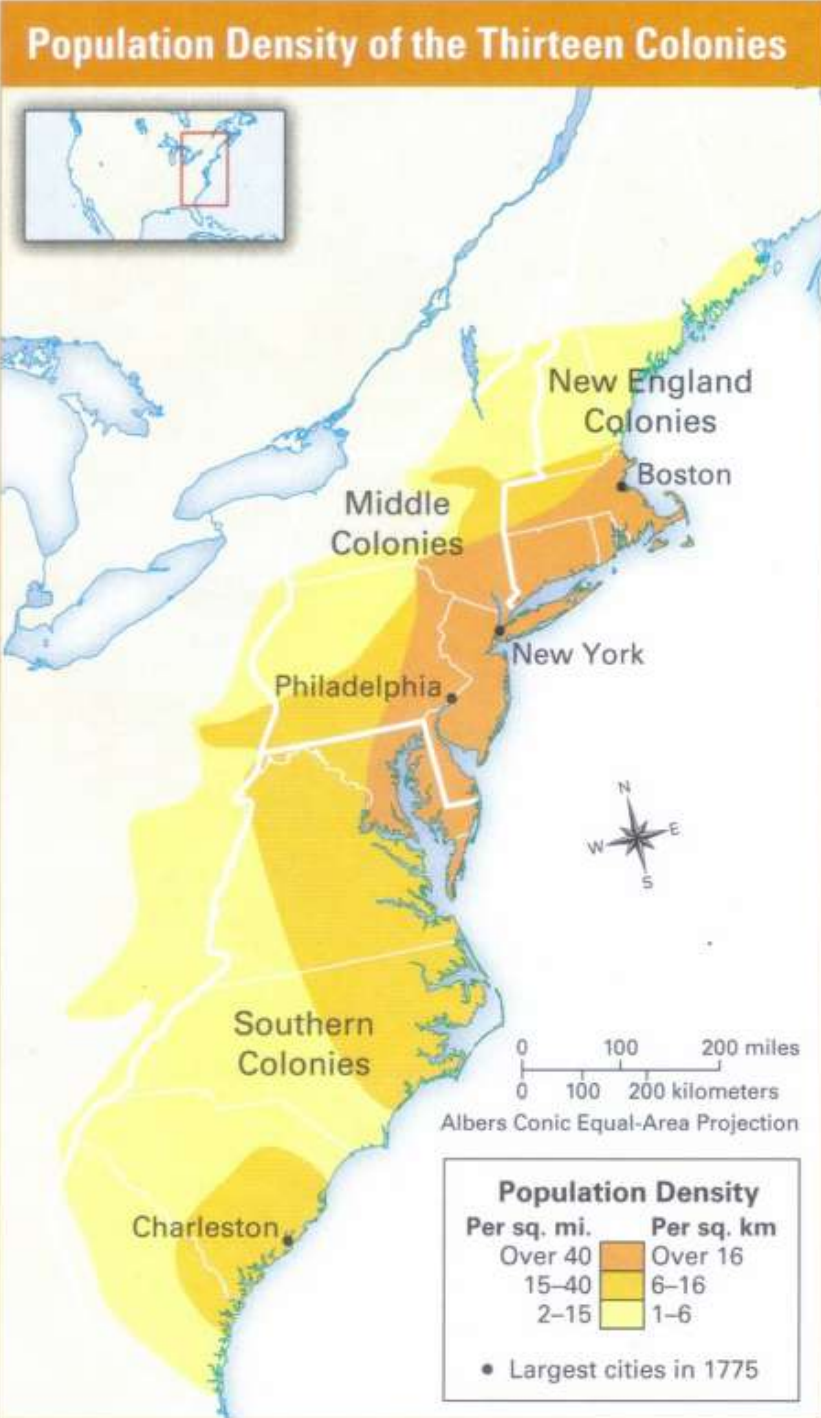 Population Density of the Thirteen Colonies
New England
Colonies
Boston
Middle
Colonies
New York
Philadelphia
N
W
E
S
Southern
Colonies
0 100 200 miles
0 100 200 kilometers
Albers Conic Equal-Area Projection
Charleston
Population Density
Per sq. mi. Per sq. km
Over 40 Over 16
15–40 6–16
2–15 1–6
• Largest cities in 1775